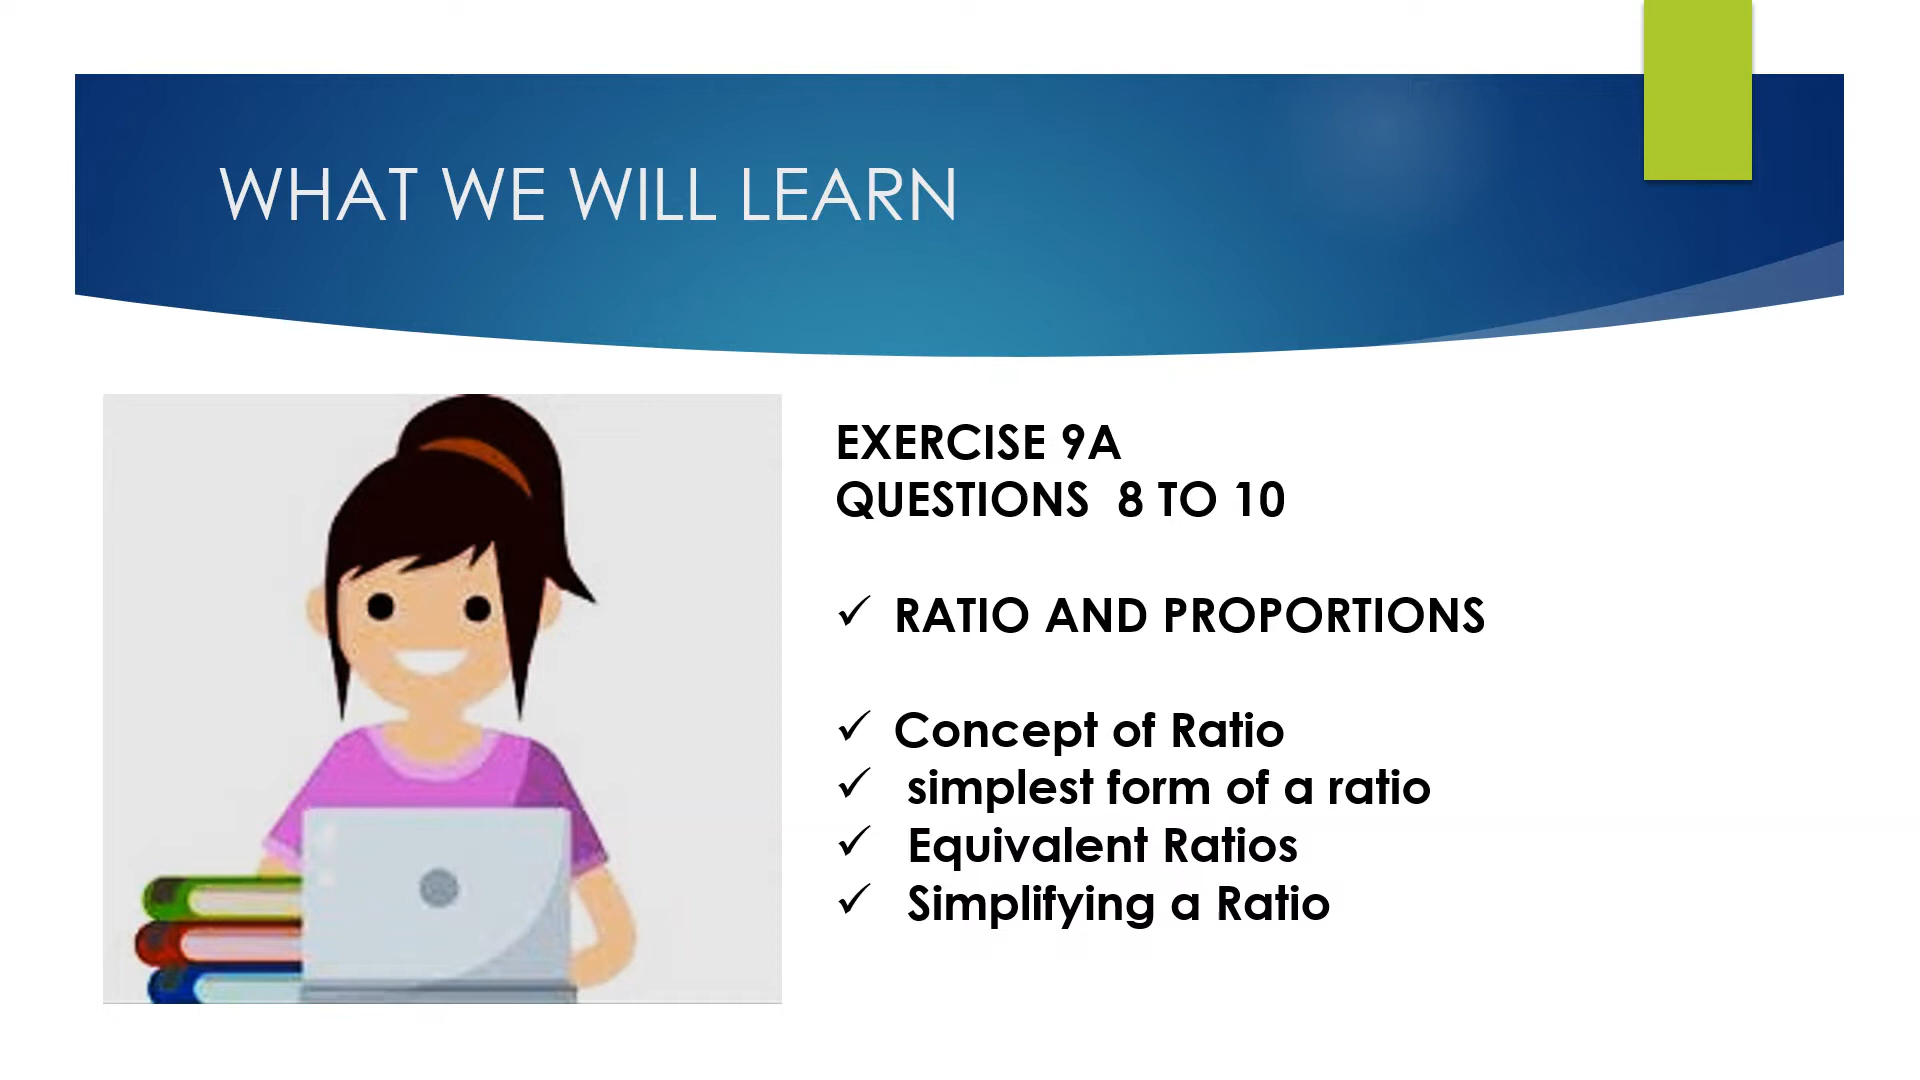 WHAT WE WILL LEARN
EXERCISE 9A
QUESTIONS 8 TO 10
✓ RATIO AND PROPORTIONS
✓ Concept of Ratio
✓ simplest form of a ratio
✓ Equivalent Ratios
✓ Simplifying a Ratio